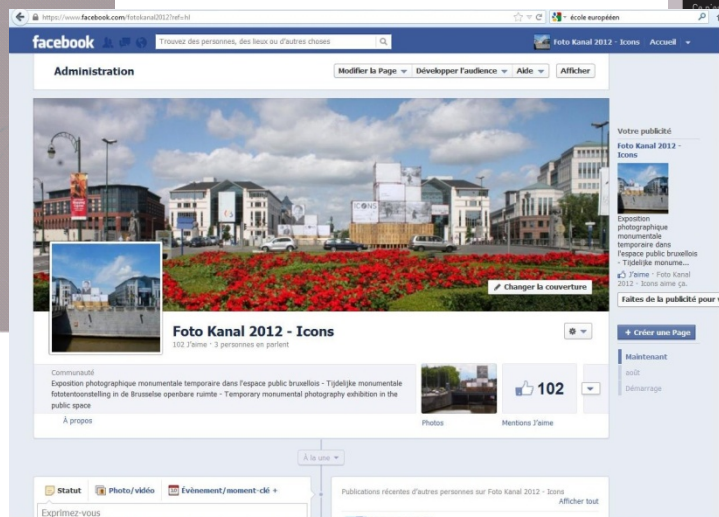 https://www.facebook.com/fotokanal2012?ref=hl
école européen
facebook
Trouvez des personnes, des lieux ou d'autres choses
Foto Kanal 2012 - Icons Accueil
Administration
Modifier la Page
Développer l'audience
Aide
Afficher
ICONS
Changer la couverture
Foto Kanal 2012 - Icons
102 J'aime · 3 personnes en parlent
Communauté
Exposition photographique monumentale temporaire dans l'espace public bruxellois - Tijdelijke monumentale
fototentoonstelling in de Brusselse openbare ruimte - Temporary monumental photography exhibition in the
public space
À propos
Photos
102
Mentions J'aime
À la une
Statut
Photo/vidéo
Évènement/moment-clé +
Exprimez-vous
Publications récentes d'autres personnes sur Foto Kanal 2012 - Icons
Afficher tout
Votre publicité
Foto Kanal 2012 -
Icons
Exposition
photographique
monumentale
temporaire dans
l'espace public bruxellois
- Tijdelijke monume...
J'aime · Foto Kanal
2012 - Icons aime ça.
Faites de la publicité pour
+ Créer une Page
Maintenant
août
Démarrage